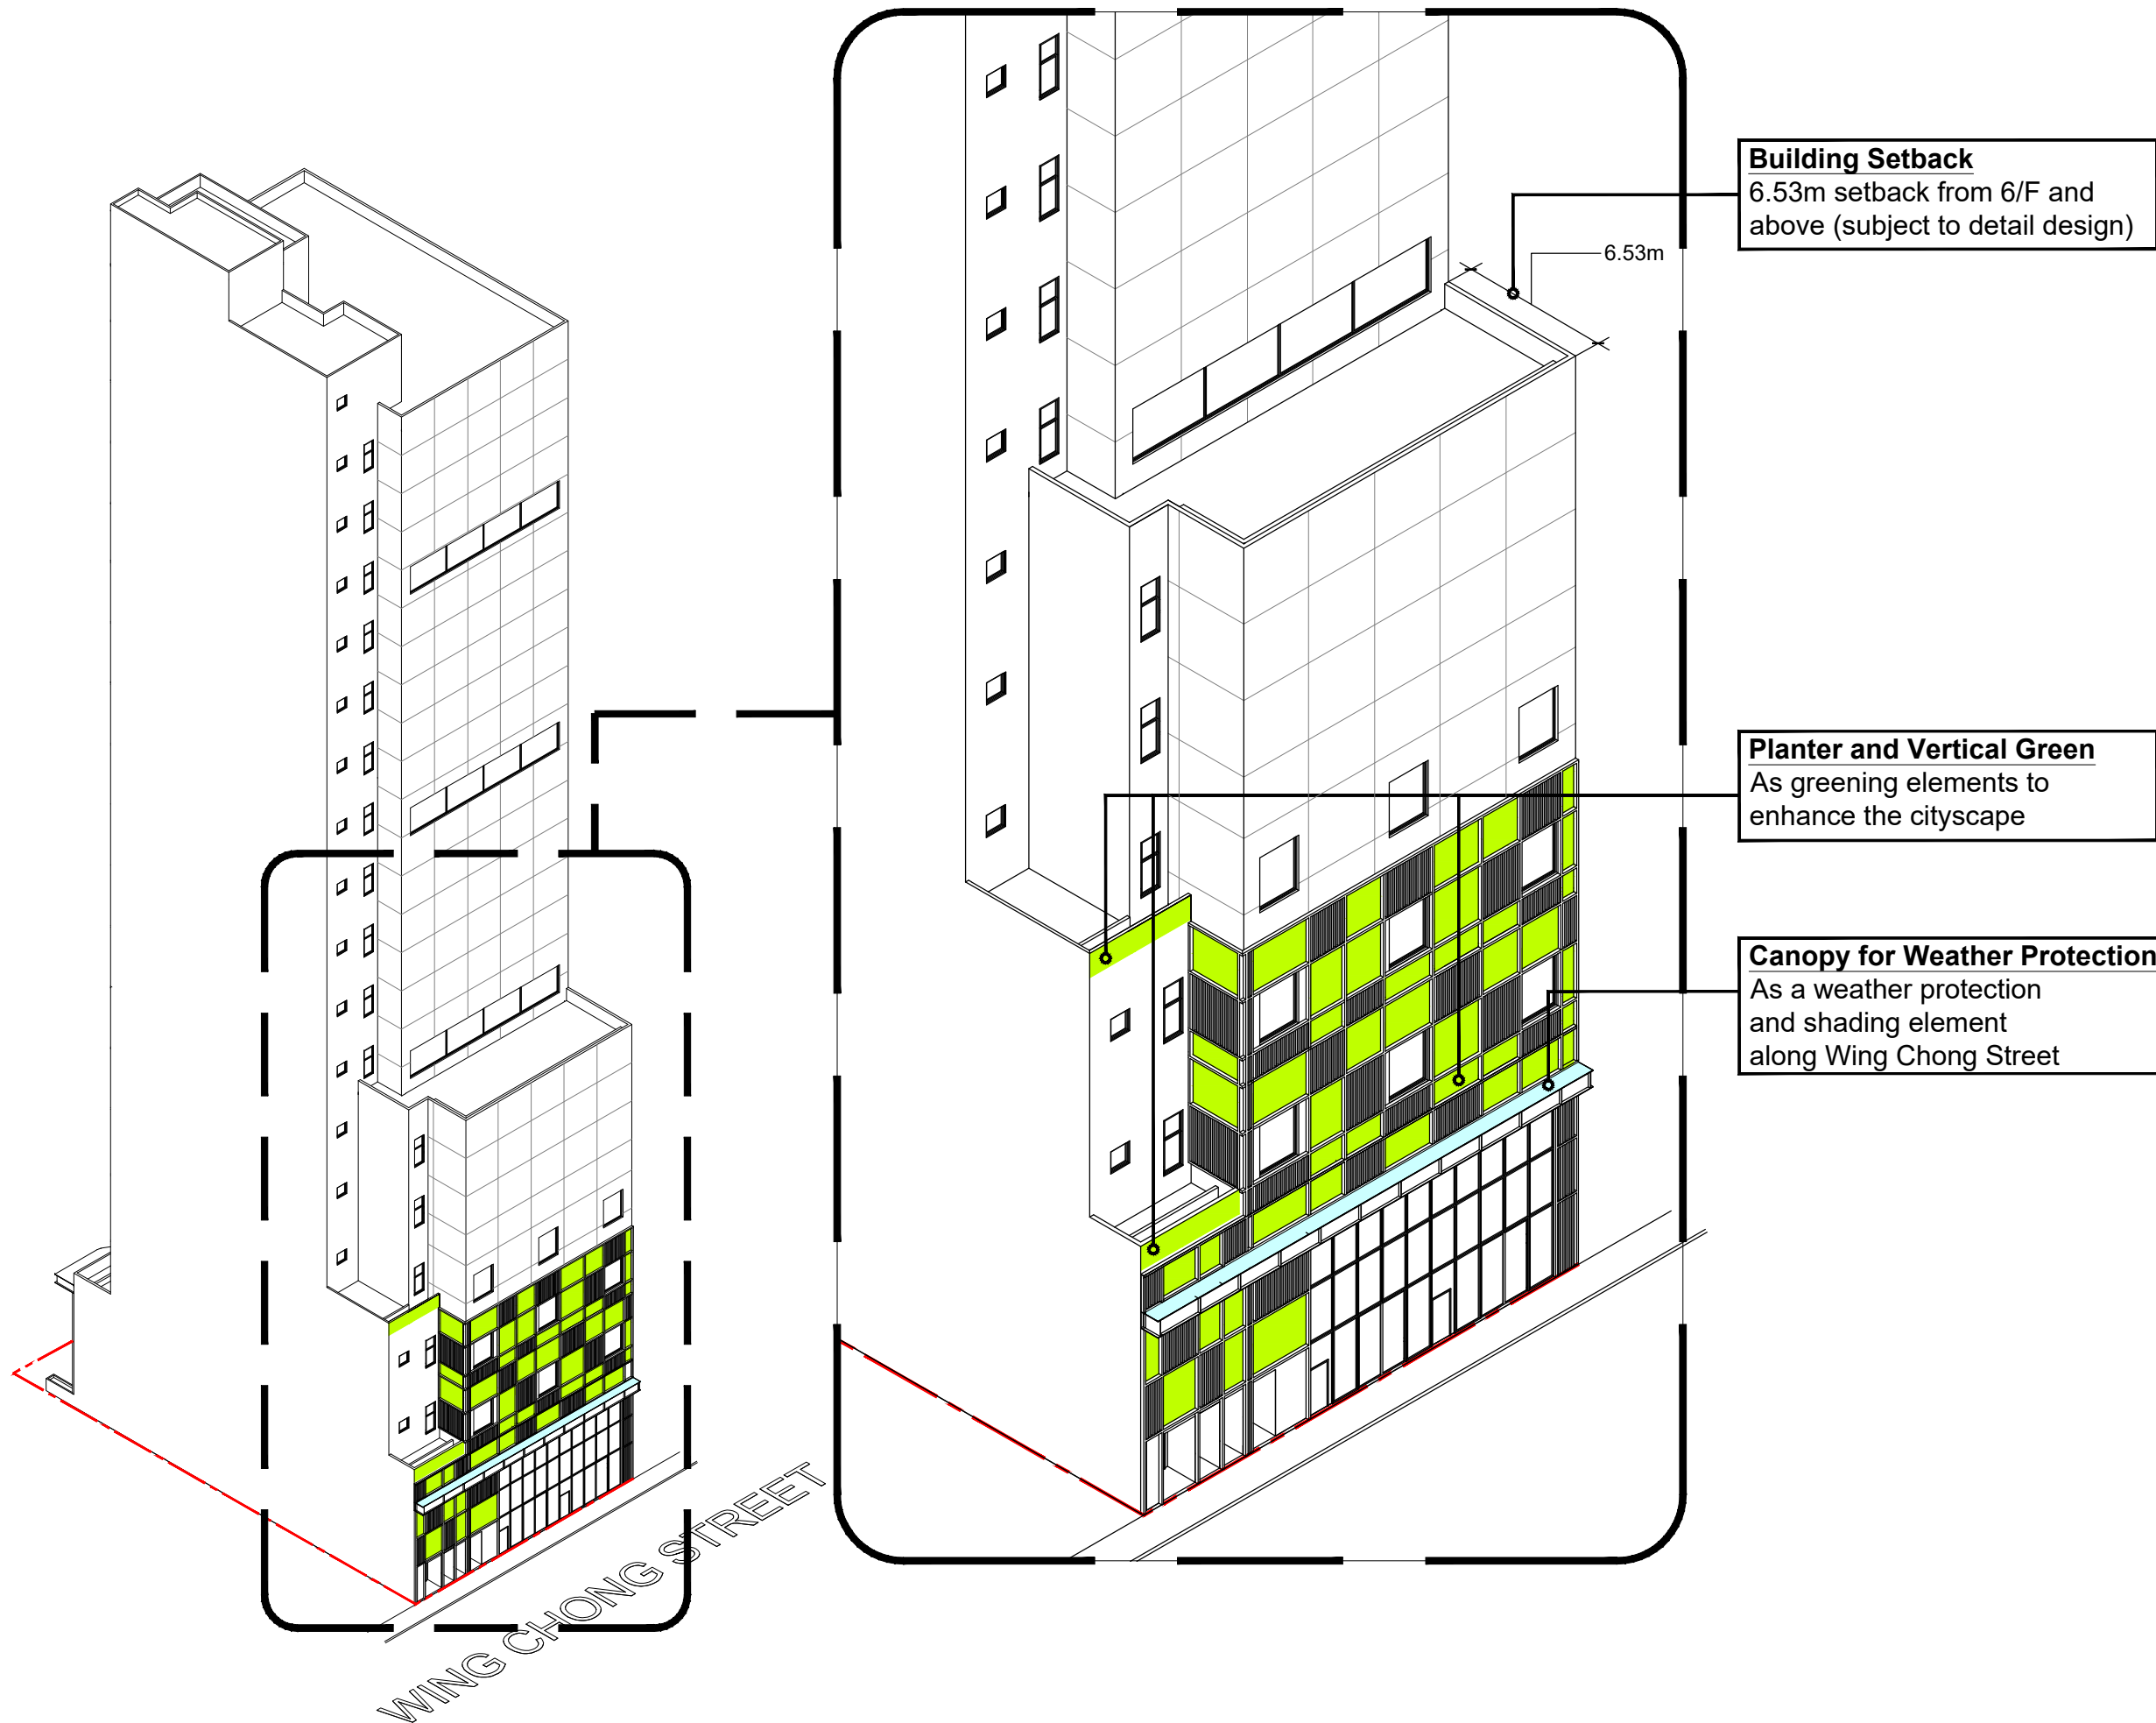 Building Setback
6.53m setback from 6/F and
above (subject to detail design)
6.53m
Planter and Vertical Green
As greening elements to
enhance the cityscape
Canopy for Weather Protection
As a weather protection
and shading element
along Wing Chong Street
WING CHONG STREET